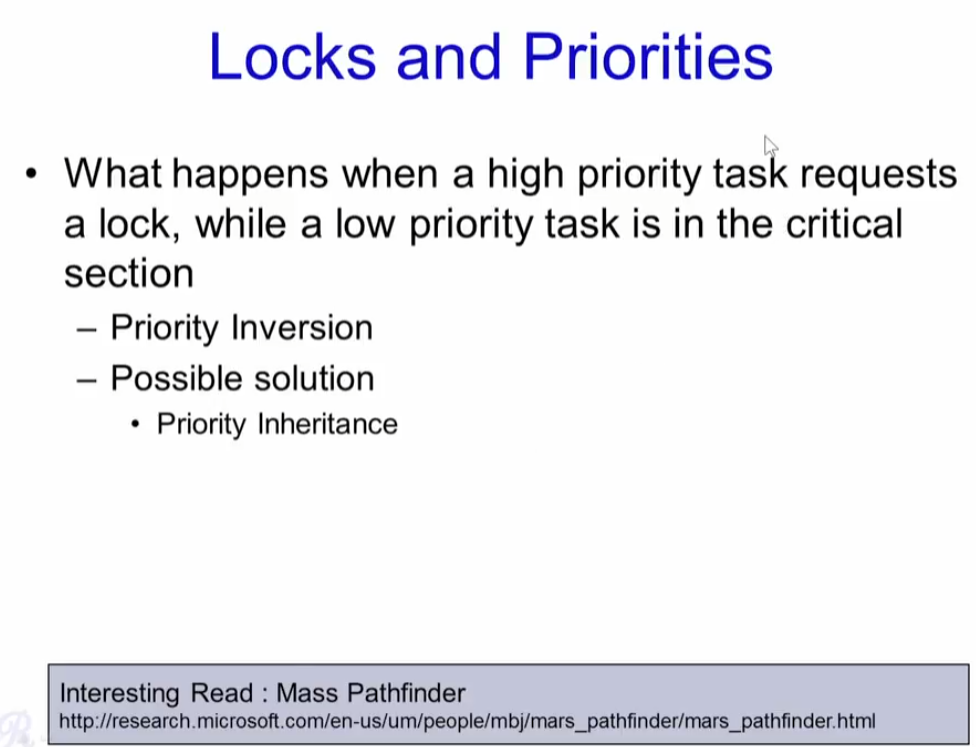 Locks and Priorities
• What happens when a high priority task requests
a lock, while a low priority task is in the critical
section
– Priority Inversion
– Possible solution
• Priority Inheritance
Interesting Read : Mass Pathfinder
http://research.microsoft.com/en-us/um/people/mbj/mars_pathfinder/mars_pathfinder.html